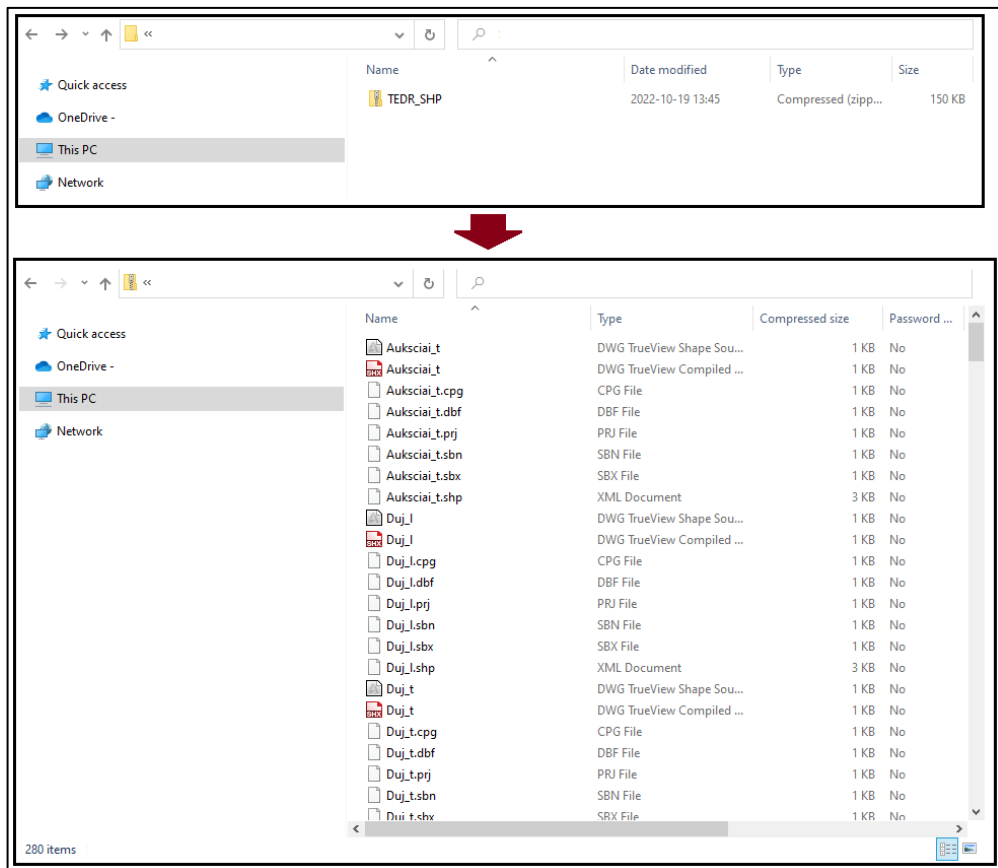 «
Name Date modified Type Size
Quick access
TEDR_SHP 2022-10-19 13:45 Compressed (zipp... 150 KB
OneDrive -
This PC
Network
«
Name Type Compressed size Password ...
Quick access
Auksciai_t DWG TrueView Shape Sou... 1 KB No
OneDrive -
Auksciai_t DWG TrueView Compiled ... 1 KB No
Auksciai_t.cpg CPG File 1 KB No
This PC
Auksciai_t.dbf DBF File 1 KB No
Network
Auksciai_t.prj PRJ File 1 KB No
Auksciai_t.sbn SBN File 1 KB No
Auksciai_t.sbx SBX File 1 KB No
Auksciai_t.shp XML Document 3 KB No
Duj_l DWG TrueView Shape Sou... 1 KB No
Duj_l DWG TrueView Compiled ... 1 KB No
Duj_l.cpg CPG File 1 KB No
Duj_l.dbf DBF File 1 KB No
Duj_l.prj PRJ File 1 KB No
Duj_l.sbn SBN File 1 KB No
Duj_l.sbx SBX File 1 KB No
Duj_l.shp XML Document 3 KB No
Duj_t DWG TrueView Shape Sou... 1 KB No
Duj_t DWG TrueView Compiled ... 1 KB No
Duj_t.cpg CPG File 1 KB No
Duj_t.dbf DBF File 1 KB No
Duj_t.prj PRJ File 1 KB No
Duj_t.sbn SBN File 1 KB No
Duj_t.sbx SBX File 1 KB No
280 items